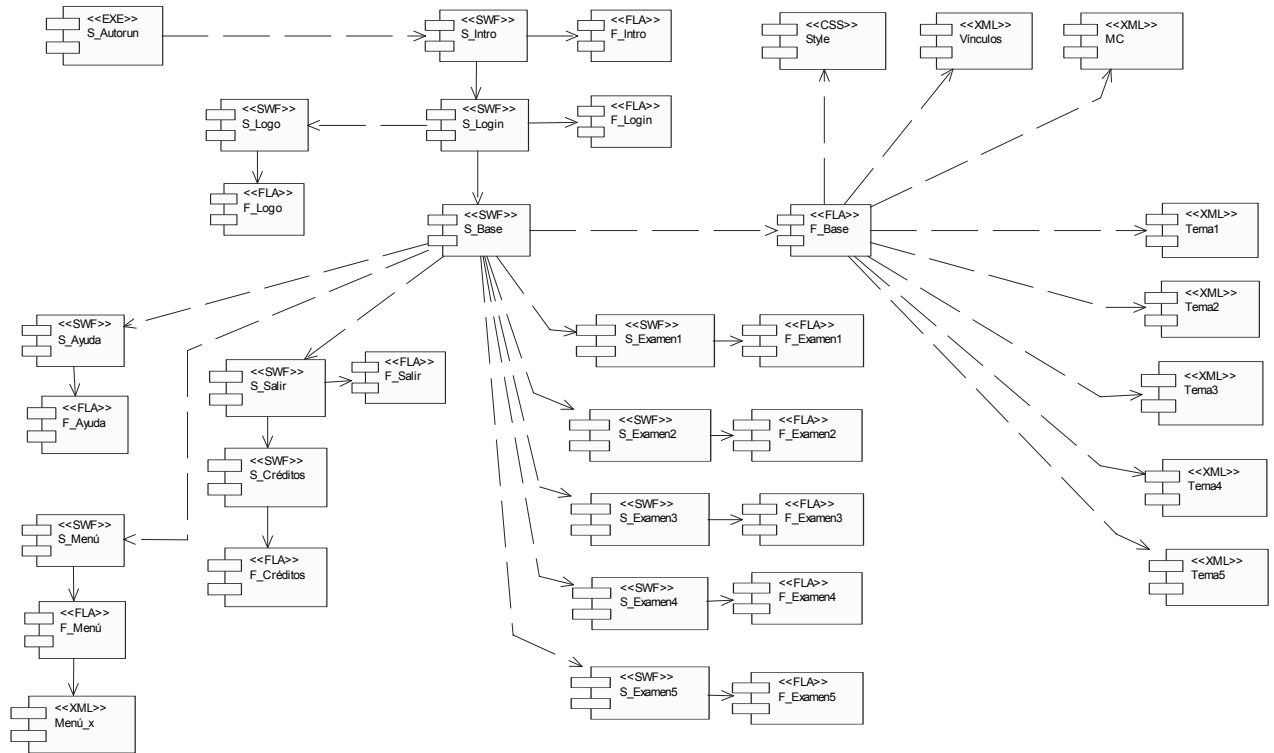 <<EXE>>
S_Autorun
<<SWF>>
S_Intro
<<FLA>>
F_Intro
<<CSS>>
Style
<<XML>>
Vínculos
<<XML>>
MC
<<SWF>>
S_Logo
<<SWF>>
S_Login
<<FLA>>
F_Login
<<FLA>>
F_Logo
<<SWF>>
S_Base
<<FLA>>
F_Base
<<XML>>
Tema1
<<XML>>
Tema2
<<SWF>>
S_Ayuda
<<SWF>>
S_Salir
<<FLA>>
F_Salir
<<SWF>>
S_Examen1
<<FLA>>
F_Examen1
<<XML>>
Tema3
<<FLA>>
F_Ayuda
<<SWF>>
S_Examen2
<<FLA>>
F_Examen2
<<SWF>>
S_Créditos
<<XML>>
Tema4
<<SWF>>
S_Examen3
<<FLA>>
F_Examen3
<<SWF>>
S_Menú
<<FLA>>
F_Créditos
<<XML>>
Tema5
<<SWF>>
S_Examen4
<<FLA>>
F_Examen4
<<FLA>>
F_Menú
<<SWF>>
S_Examen5
<<FLA>>
F_Examen5
<<XML>>
Menú_x